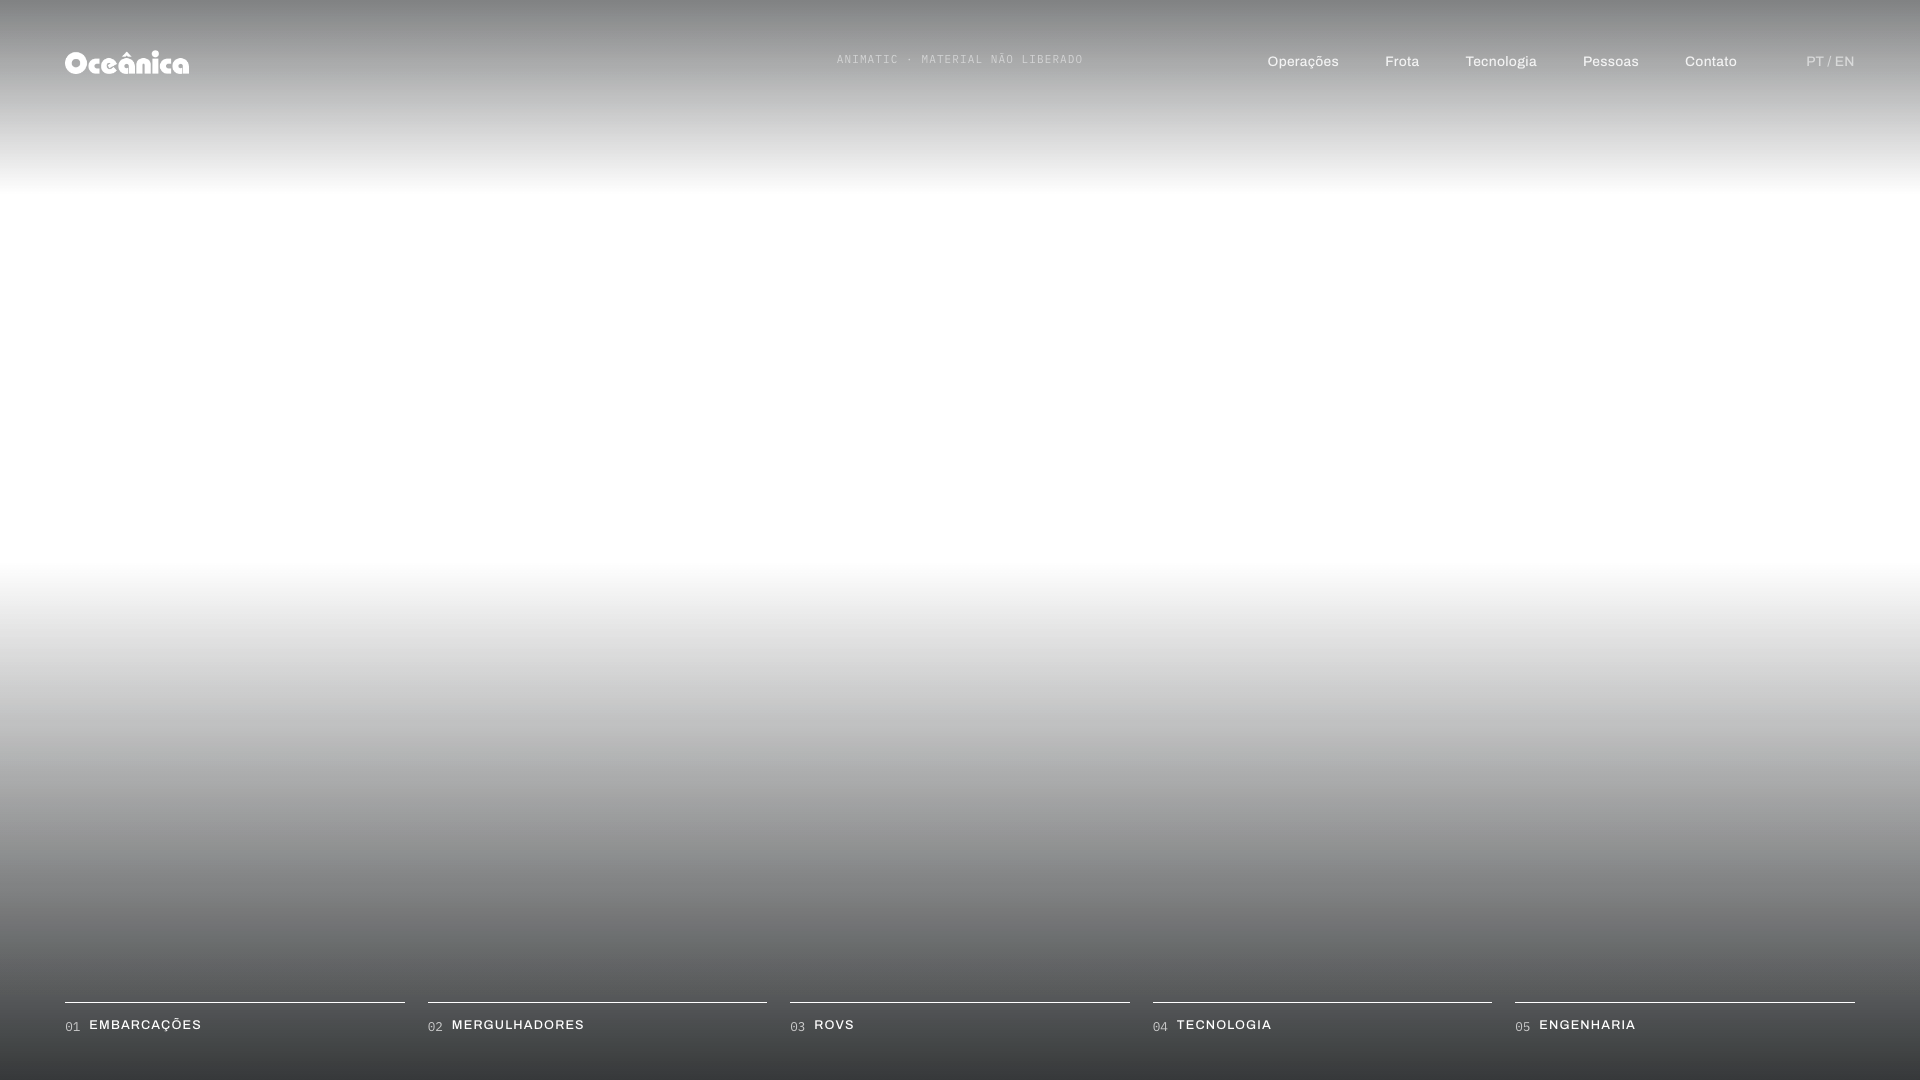 Oceânica
ANIMATIC · MATERIAL NÃO LIBERADO
Operações Frota Tecnologia Pessoas Contato PT / EN
01 EMBARCAÇÕES 02 MERGULHADORES 03 ROVS 04 TECNOLOGIA 05 ENGENHARIA